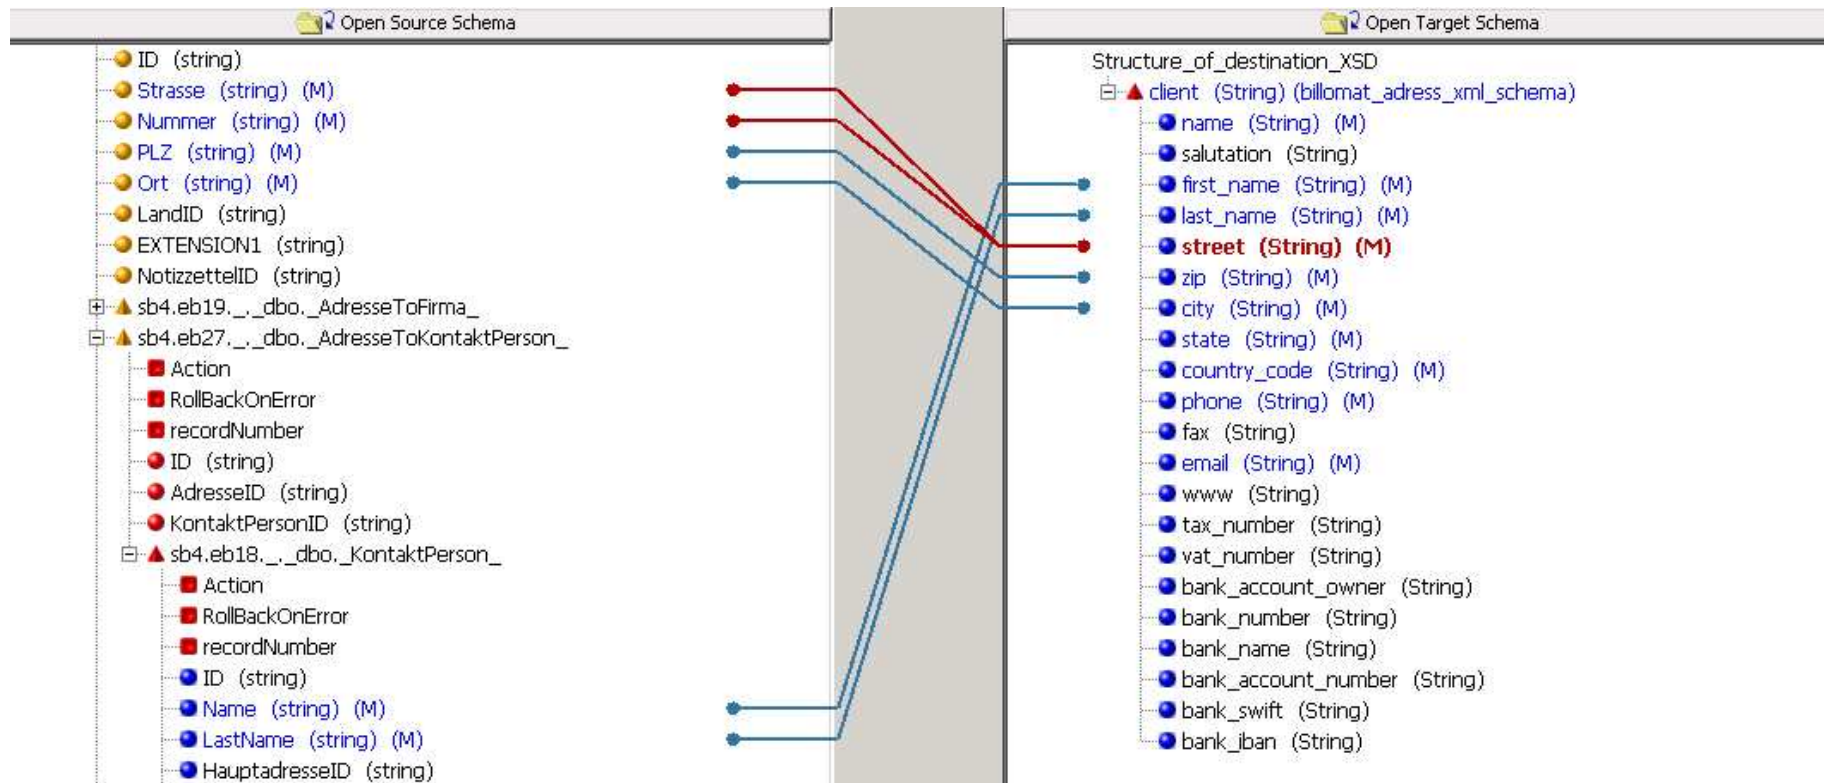 Open Source Schema
ID (string)
Strasse (string) (M)
Nummer (string) (M)
PLZ (string) (M)
Ort (string) (M)
LandID (string)
EXTENSION1 (string)
NotizzettelID (string)
sb4.eb19._._dbo._AdresseToFirma_
sb4.eb27._._dbo._AdresseToKontaktPerson_
Action
RollBackOnError
recordNumber
ID (string)
AdresseID (string)
KontaktPersonID (string)
sb4.eb18._._dbo._KontaktPerson_
Action
RollBackOnError
recordNumber
ID (string)
Name (string) (M)
LastName (string) (M)
HauptadresseID (string)
Open Target Schema
Structure_of_destination_XSD
client (String) (billomat_adress_xml_schema)
name (String) (M)
salutation (String)
first_name (String) (M)
last_name (String) (M)
street (String) (M)
zip (String) (M)
city (String) (M)
state (String) (M)
country_code (String) (M)
phone (String) (M)
fax (String)
email (String) (M)
www (String)
tax_number (String)
vat_number (String)
bank_account_owner (String)
bank_number (String)
bank_name (String)
bank_account_number (String)
bank_swift (String)
bank_iban (String)